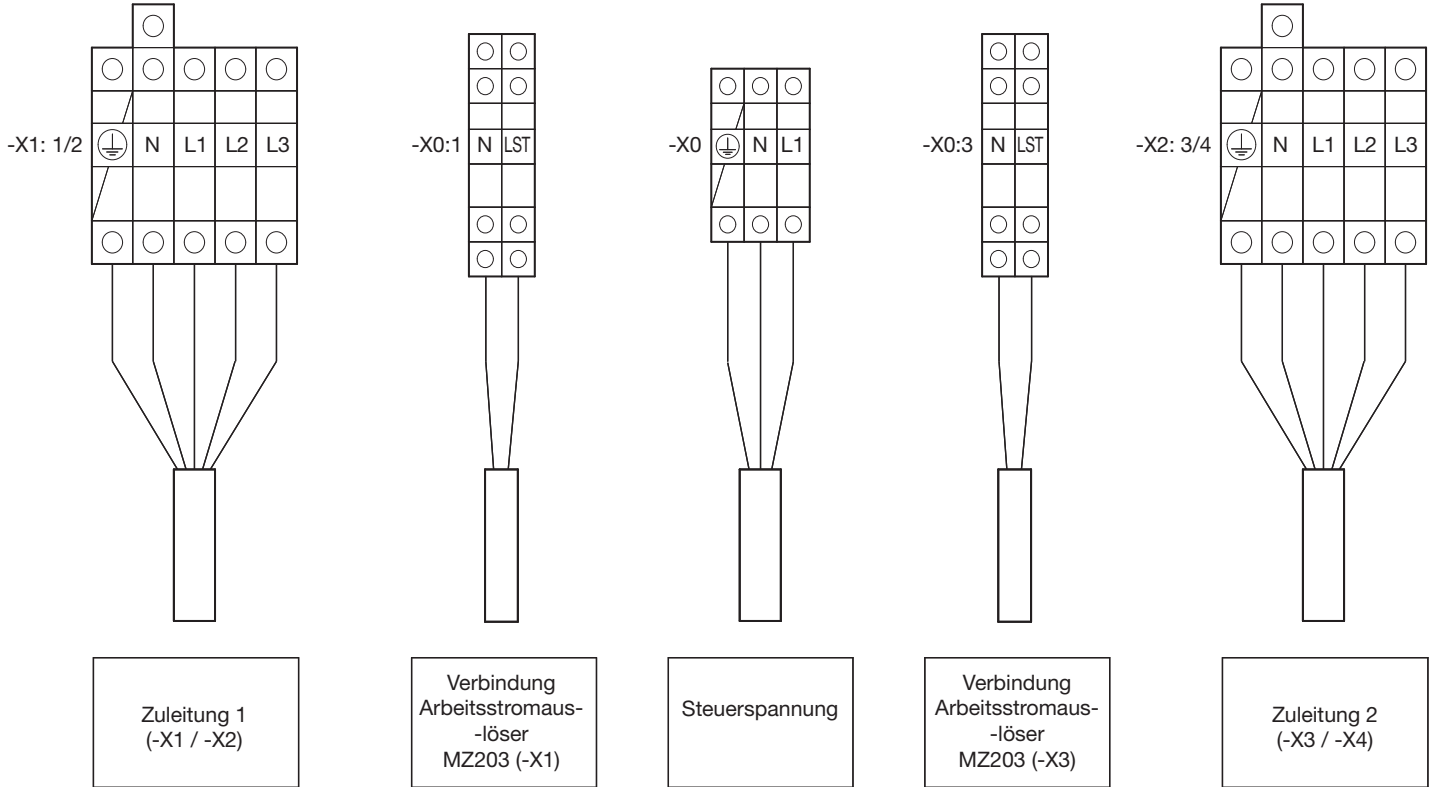 -X1: 1/2 N L1 L2 L3
-X0:1 N LST
-X0 N L1
-X0:3 N LST
-X2: 3/4 N L1 L2 L3
Zuleitung 1
(-X1 / -X2)
Verbindung
Arbeitsstromaus-
-löser
MZ203 (-X1)
Steuerspannung
Verbindung
Arbeitsstromaus-
-löser
MZ203 (-X3)
Zuleitung 2
(-X3 / -X4)